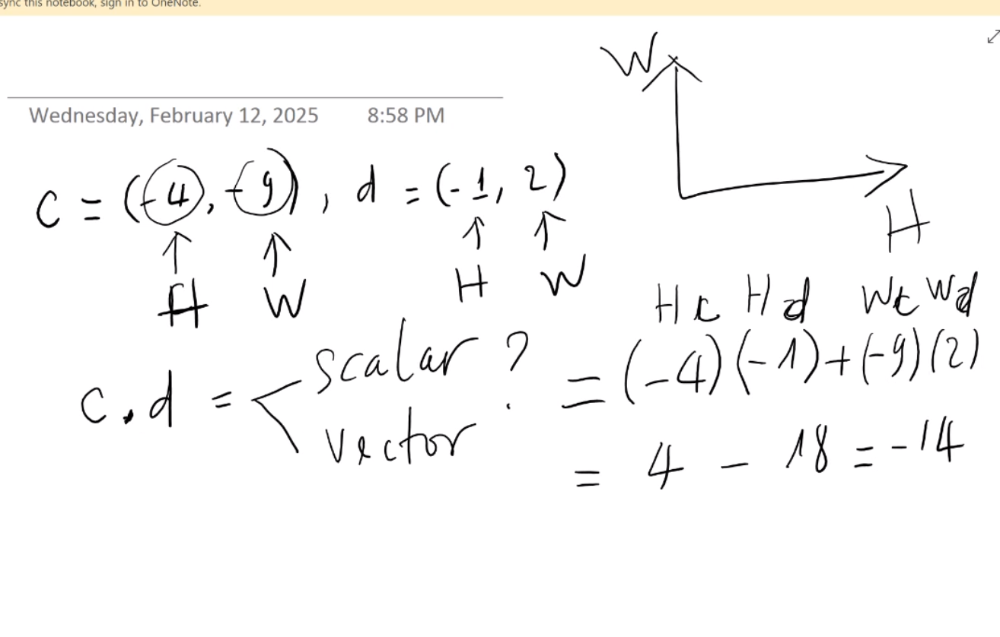 sync this notebook, sign in to OneNote.
W
Wednesday, February 12, 2025 8:58 PM
C = (-4, -9), d = (-1, 2)
H
↑ ↑ ↑ ↑
H W H W
Hc Hd Wc Wd
c.d = < scalar ? = (-4)(-1)+(-9)(2)
vector
= 4 - 18 = -14